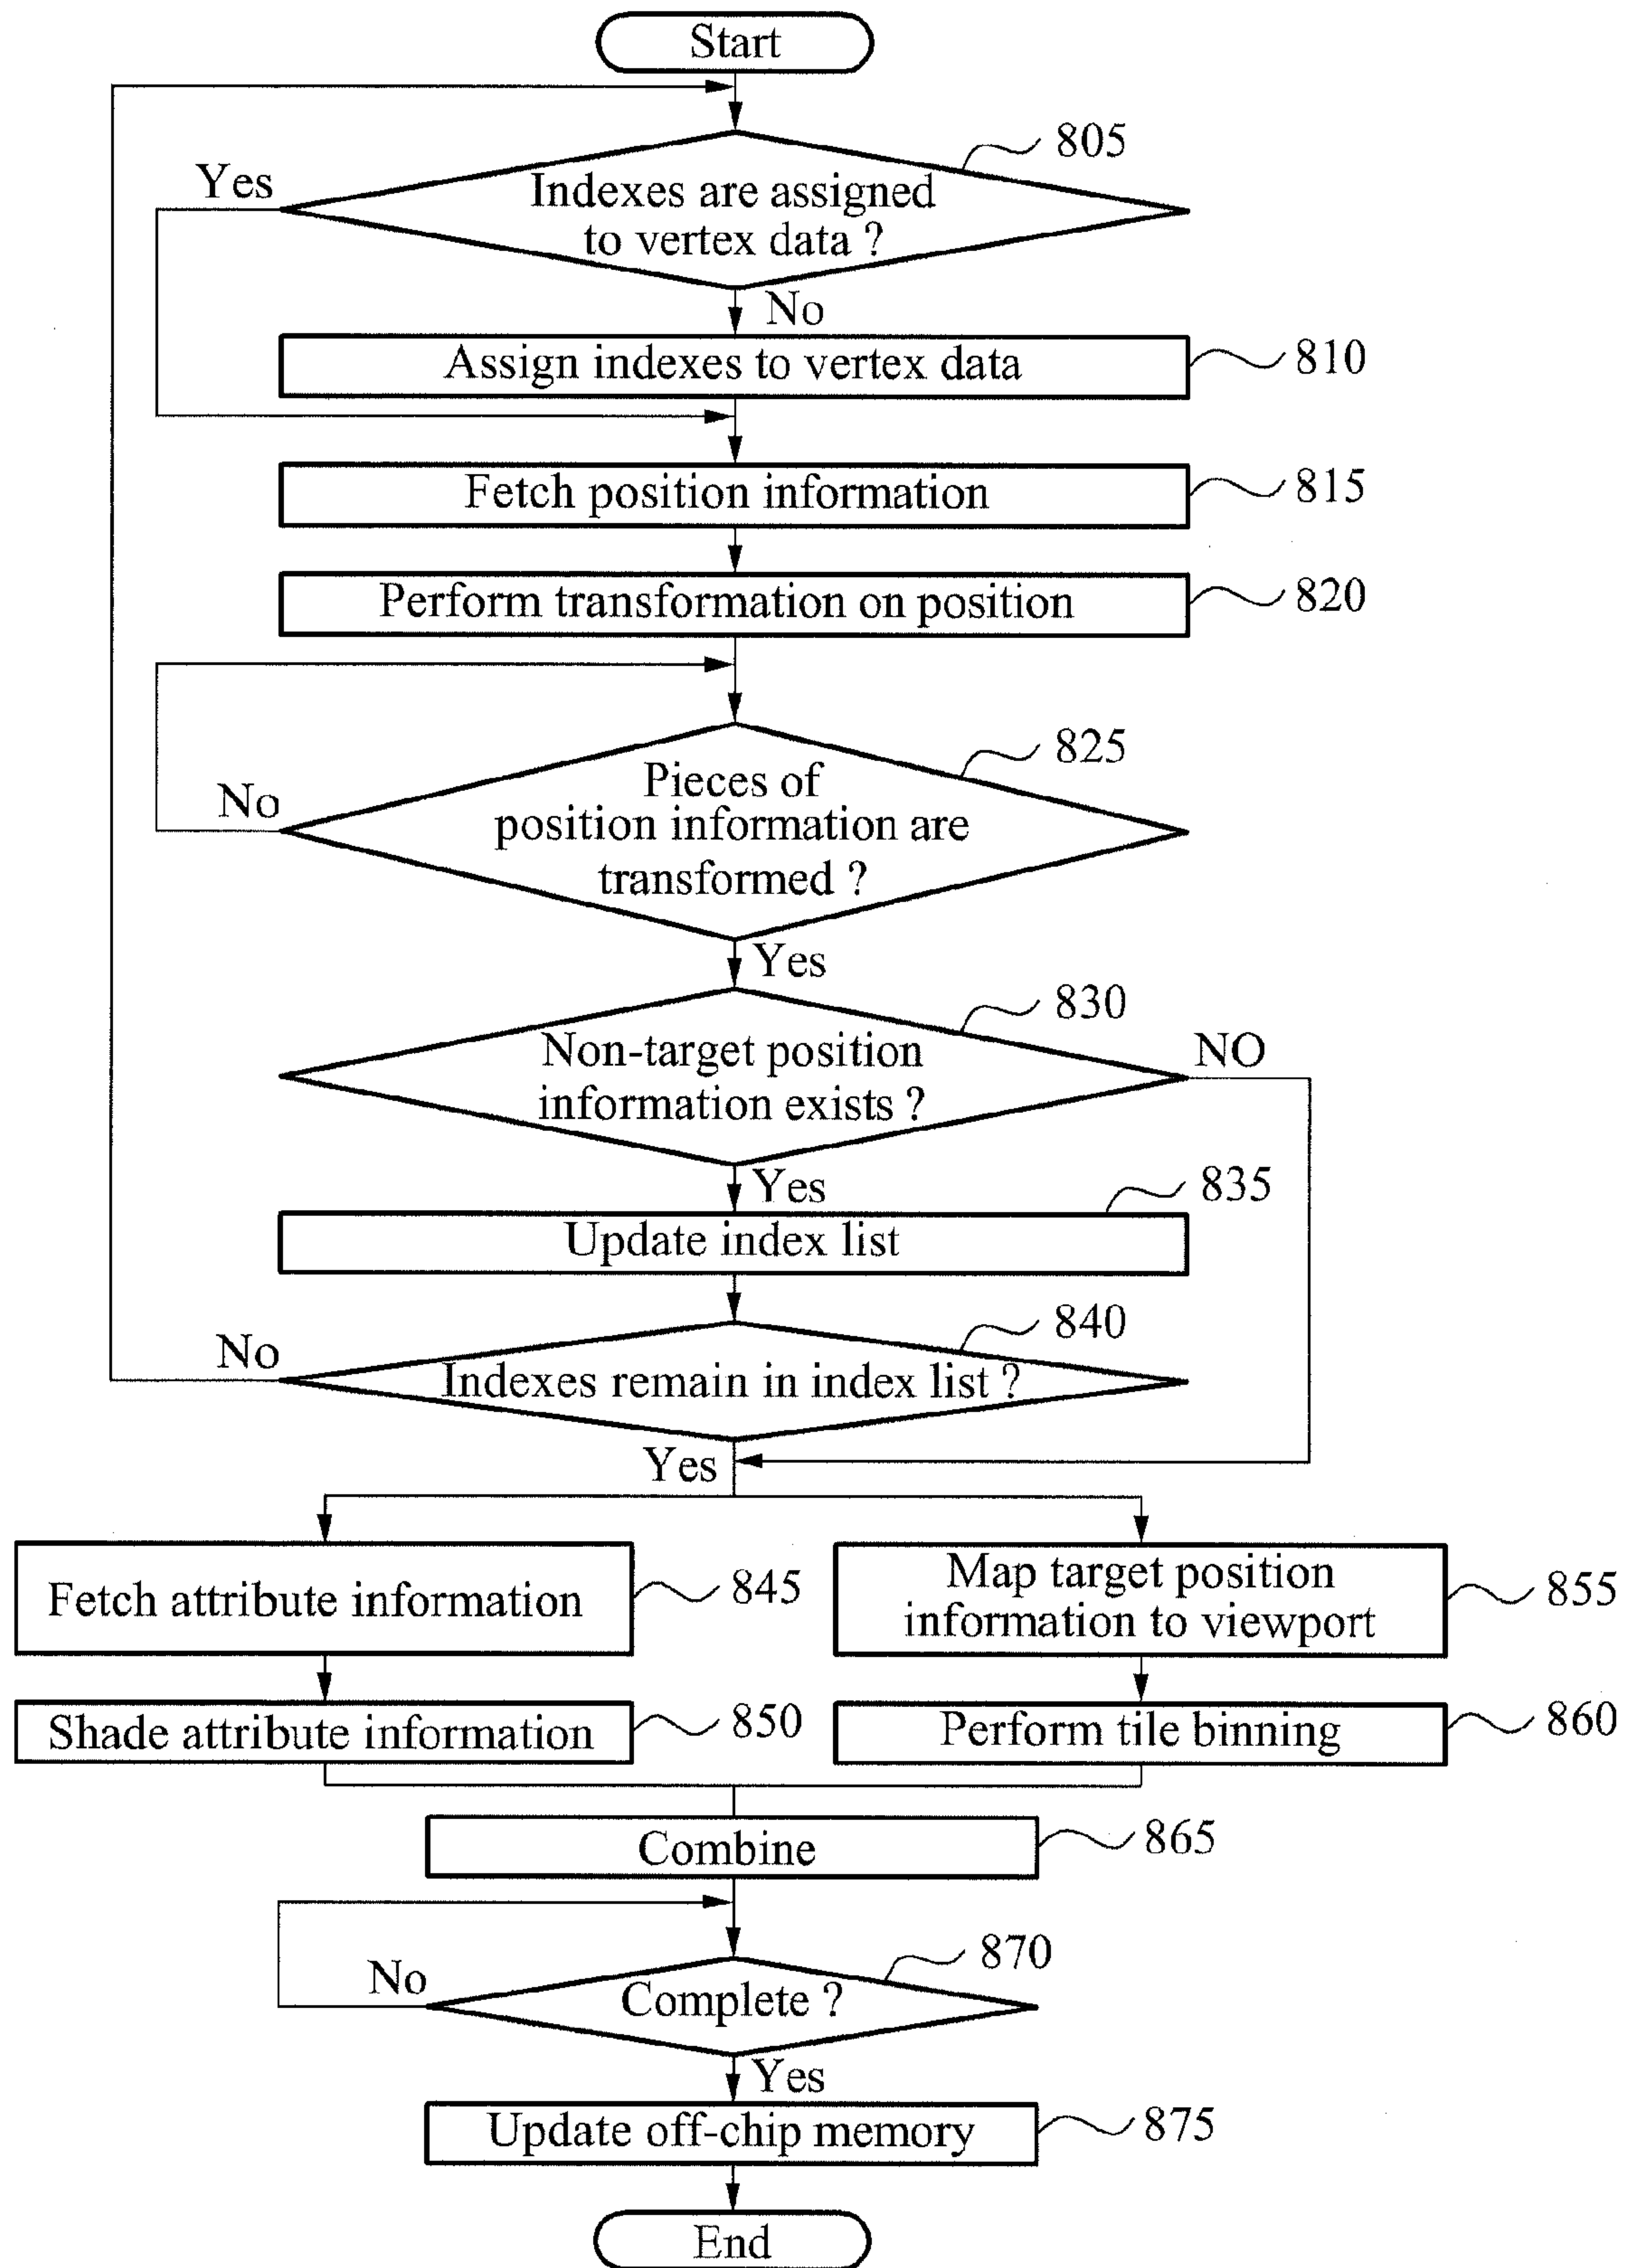 Start
805
Yes
Indexes are assigned
to vertex data ?
No
Assign indexes to vertex data
810
Fetch position information
815
Perform transformation on position
820
825
No
Pieces of
position information are
transformed ?
Yes
830
Non-target position
information exists ?
NO
Yes
835
Update index list
840
No
Indexes remain in index list ?
Yes
Fetch attribute information
845
Map target position
information to viewport
855
Shade attribute information
850
Perform tile binning
860
Combine
865
870
No
Complete ?
Yes
Update off-chip memory
875
End